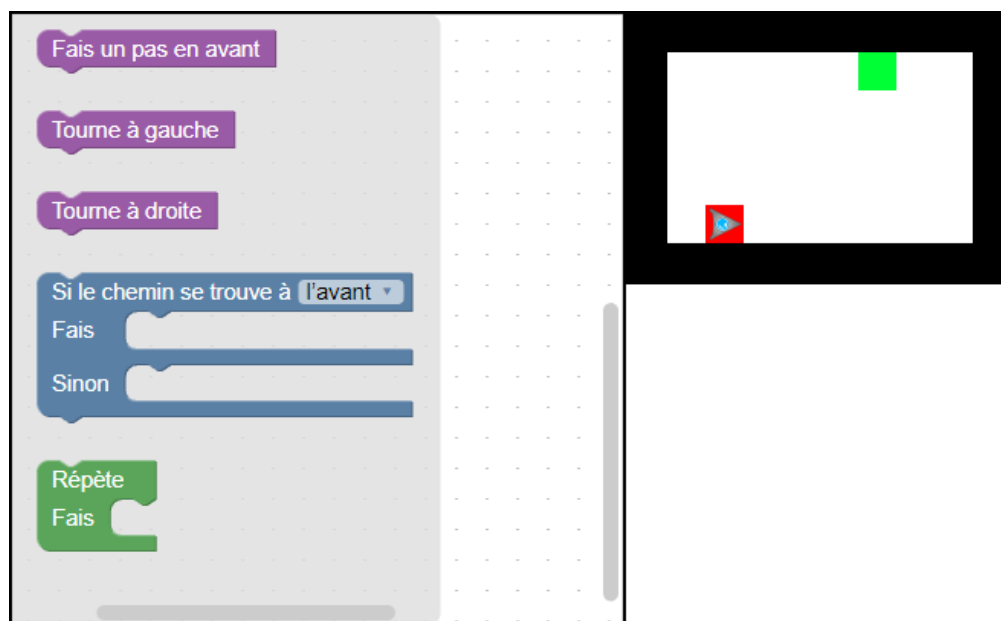 Fais un pas en avant
Tourne à gauche
Tourne à droite
Si le chemin se trouve à l'avant
Fais
Sinon
Répète
Fais